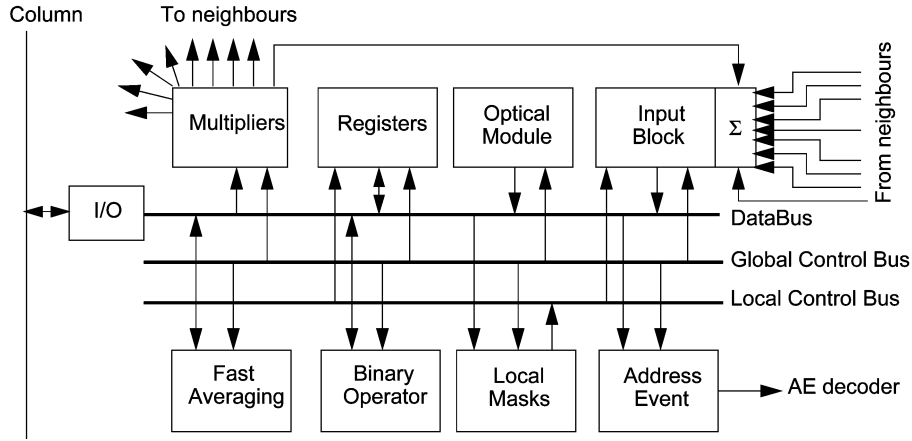 Column
To neighbours
Multipliers
Registers
Optical
Module
Input
Block
Σ
From neighbours
I/O
DataBus
Global Control Bus
Local Control Bus
Fast
Averaging
Binary
Operator
Local
Masks
Address
Event
AE decoder